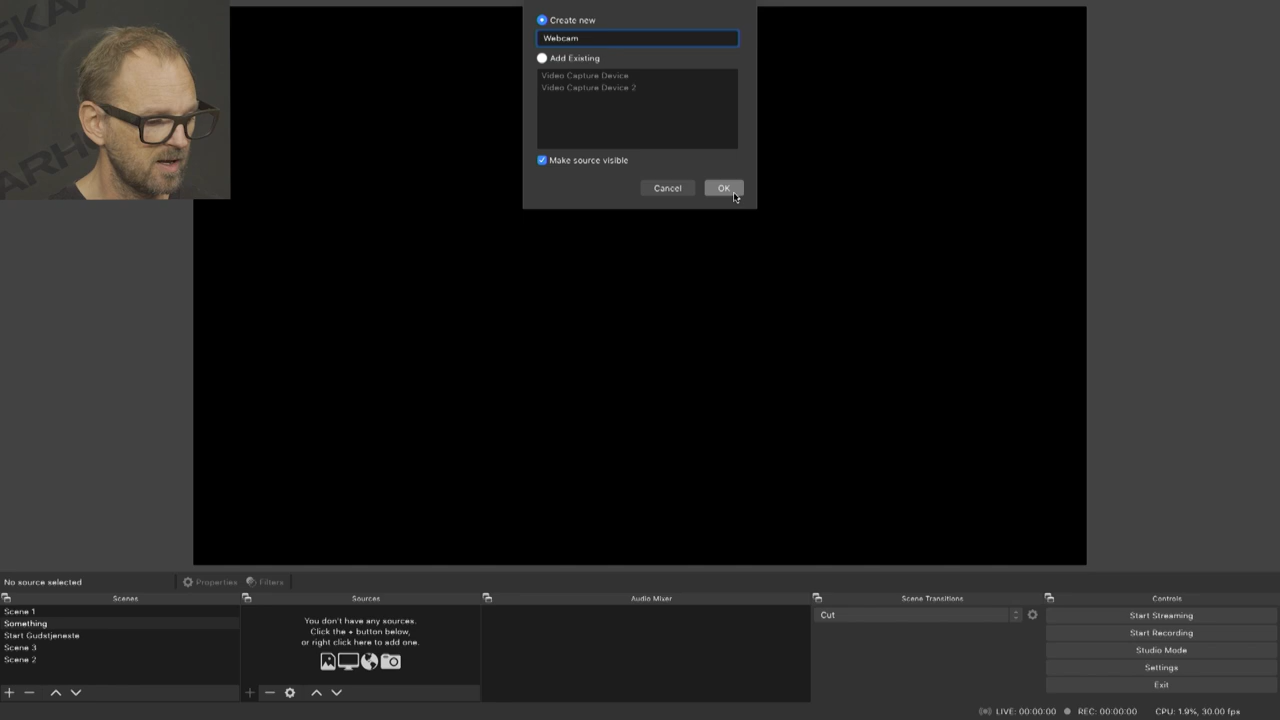 SKA
ARH
Create new
Webcam
Add Existing
Video Capture Device
Video Capture Device 2
Make source visible
Cancel
OK
No source selected
Properties
Filters
Scenes
Scene 1
Something
Start Gudstjeneste
Scene 3
Scene 2
Sources
You don't have any sources.
Click the + button below,
or right click here to add one.
Audio Mixer
Scene Transitions
Cut
Controls
Start Streaming
Start Recording
Studio Mode
Settings
Exit
LIVE: 00:00:00
REC: 00:00:00
CPU: 1.9%, 30.00 fps